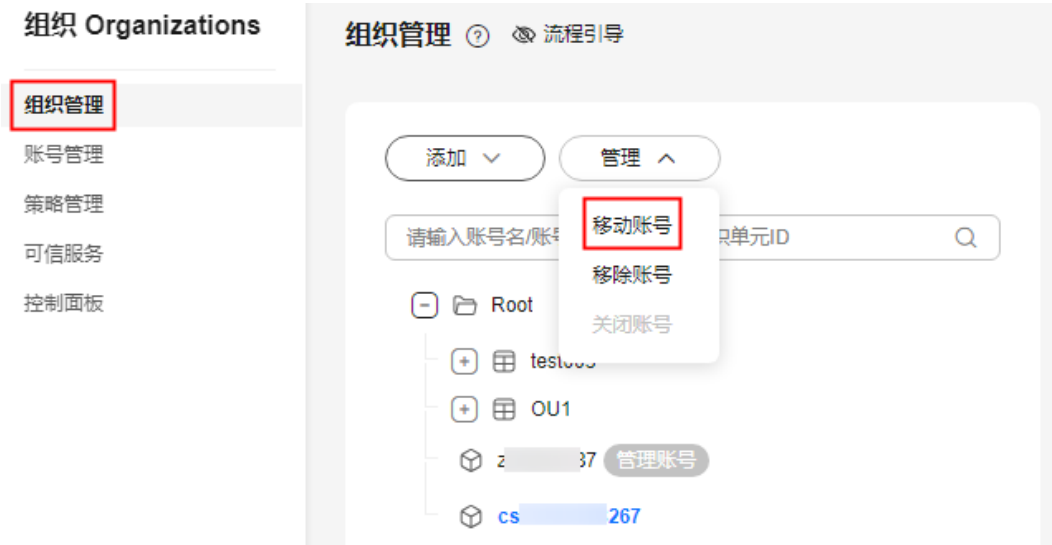 组织 Organizations
组织管理
账号管理
策略管理
可信服务
控制面板
组织管理 ? 流程引导
添加
管理
移动账号
移除账号
关闭账号
请输入账号名/账 单元ID
Root
OU1
z 37 管理账号
cs 267